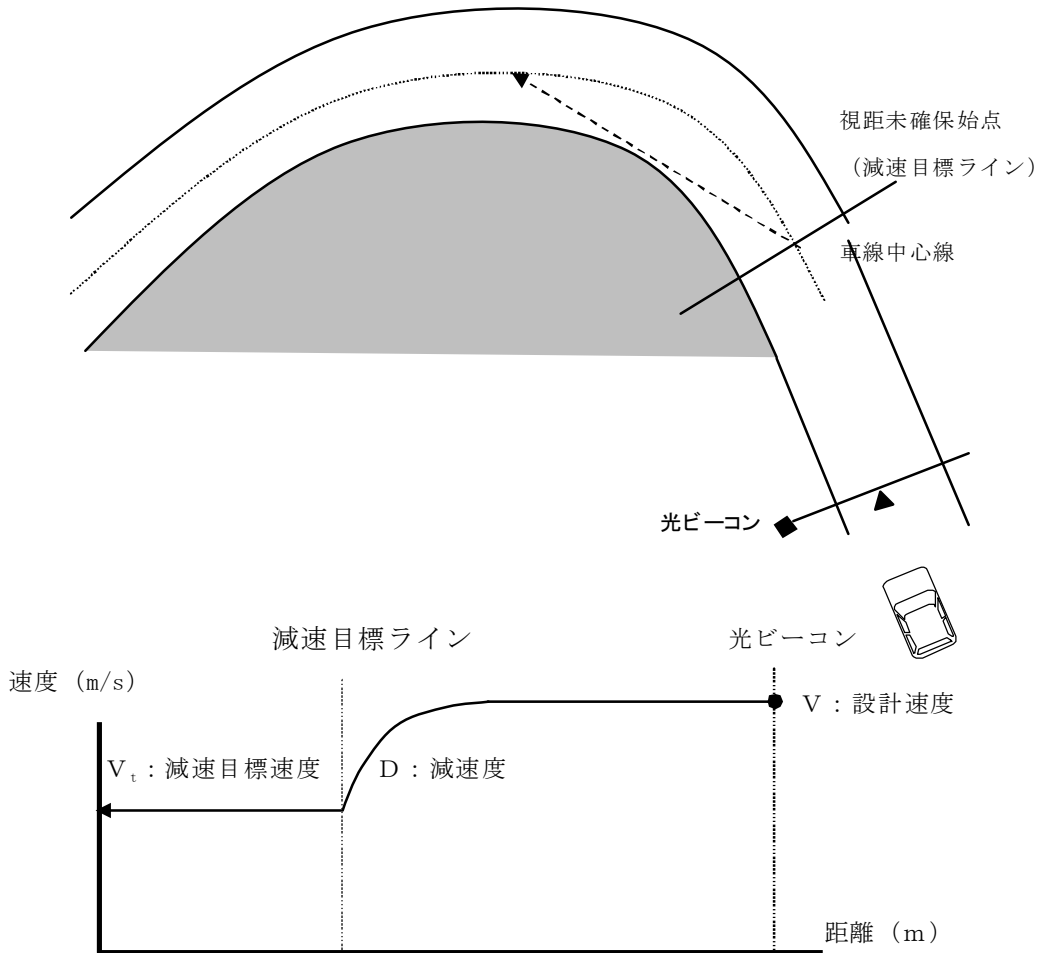 視距未確保始点
（減速目標ライン）
車線中心線
光ビーコン
減速目標ライン
光ビーコン
速度（m/s）
V：設計速度
Vt：減速目標速度
D：減速度
距離（m）